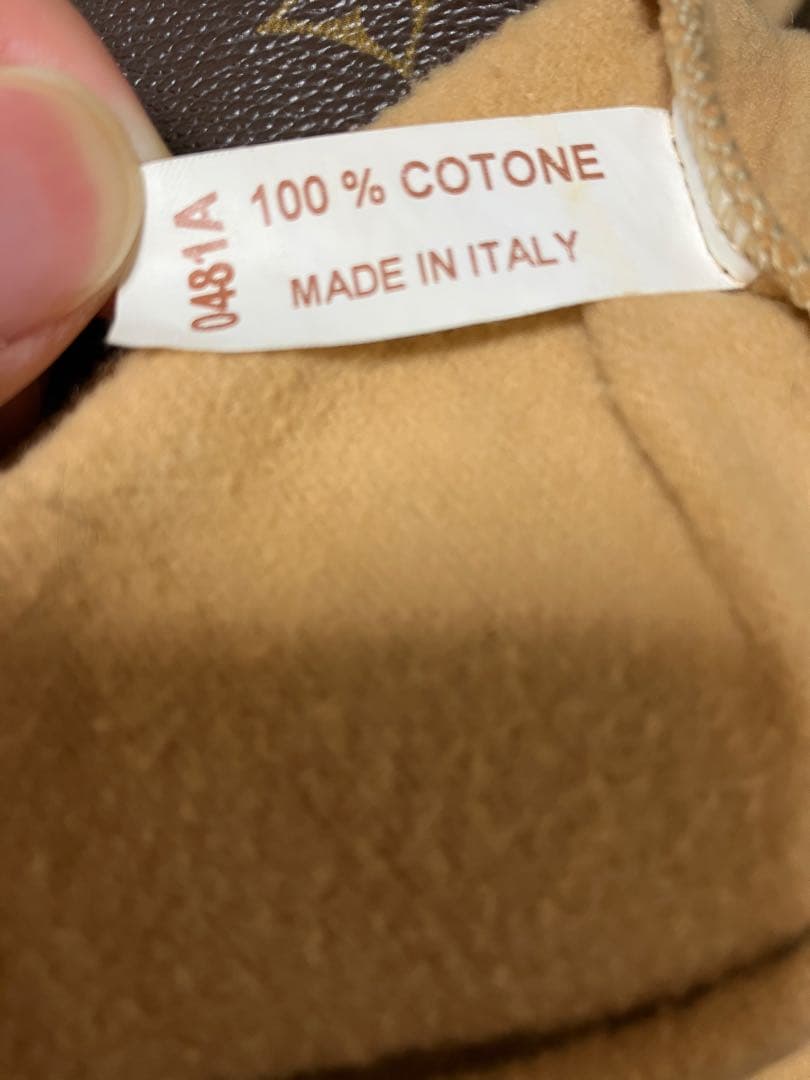 100 % COTONE
MADE IN ITALY
0481A